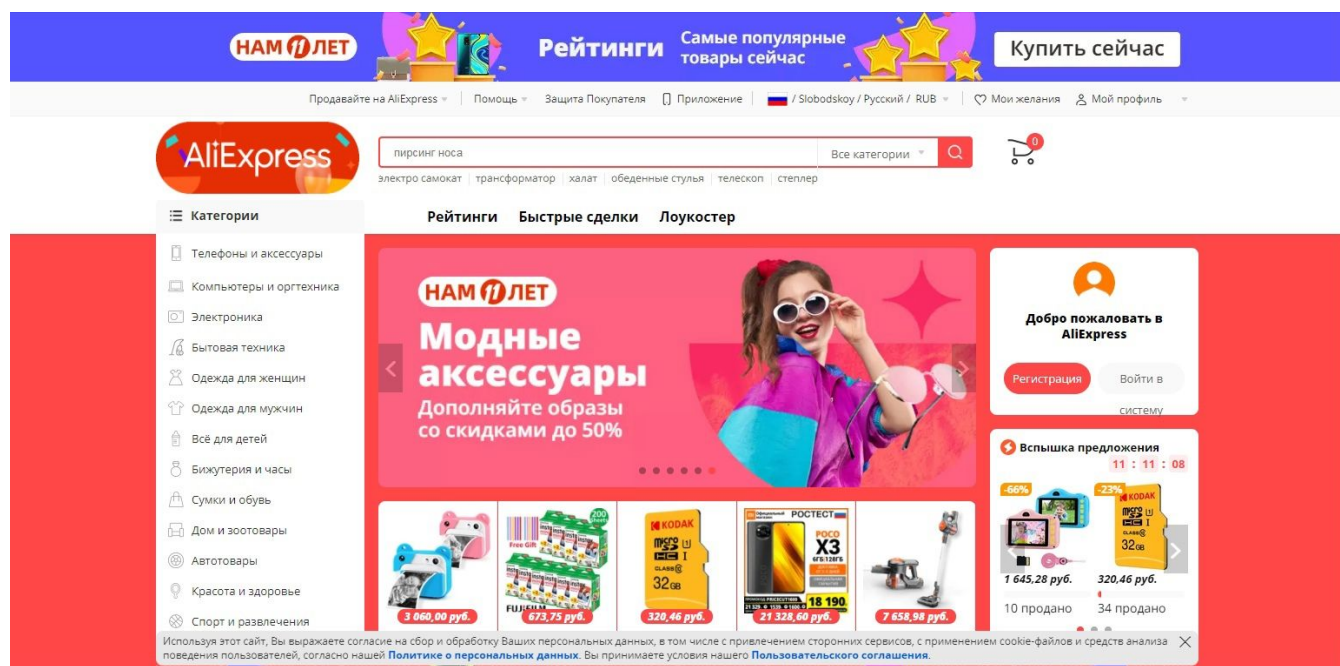 НАМ 11 ЛЕТ
Рейтинги
Самые популярные
товары сейчас
Купить сейчас
Продавайте на AliExpress
Помощь
Защита Покупателя
Приложение
/ Slobodskoy / Русский / RUB
Мои желания
Мой профиль
AliExpress
пирсинг носа
Все категории
0
электро самокат
трансформатор
халат
обеденные стулья
телескоп
степлер
Категории
Рейтинги
Быстрые сделки
Лоукостер
Телефоны и аксессуары
Компьютеры и оргтехника
Электроника
Бытовая техника
Одежда для женщин
Одежда для мужчин
Всё для детей
Бижутерия и часы
Сумки и обувь
Дом и зоотовары
Автотовары
Красота и здоровье
Спорт и развлечения
НАМ 11 ЛЕТ
Модные
аксессуары
Дополняйте образы
со скидками до 50%
Добро пожаловать в
AliExpress
Регистрация
Войти в
систему
Вспышка предложения
11 : 11 : 08
-66%
-23%
KODAK
32GB
1 645,28 руб.
320,46 руб.
10 продано
34 продано
3 060,00 руб.
200
Sheets
Free Gift
FUJIFILM
673,75 руб.
KODAK
CLASS 10
32GB
320,46 руб.
РОСТЕСТ
POCO
X3
6ГБ/128ГБ
18 190
21 328,60 руб.
7 658,98 руб.
Используя этот сайт, Вы выражаете согласие на сбор и обработку Ваших персональных данных, в том числе с привлечением сторонних сервисов, с применением cookie-файлов и средств анализа
поведения пользователей, согласно нашей Политике о персональных данных. Вы принимаете условия нашего Пользовательского соглашения.